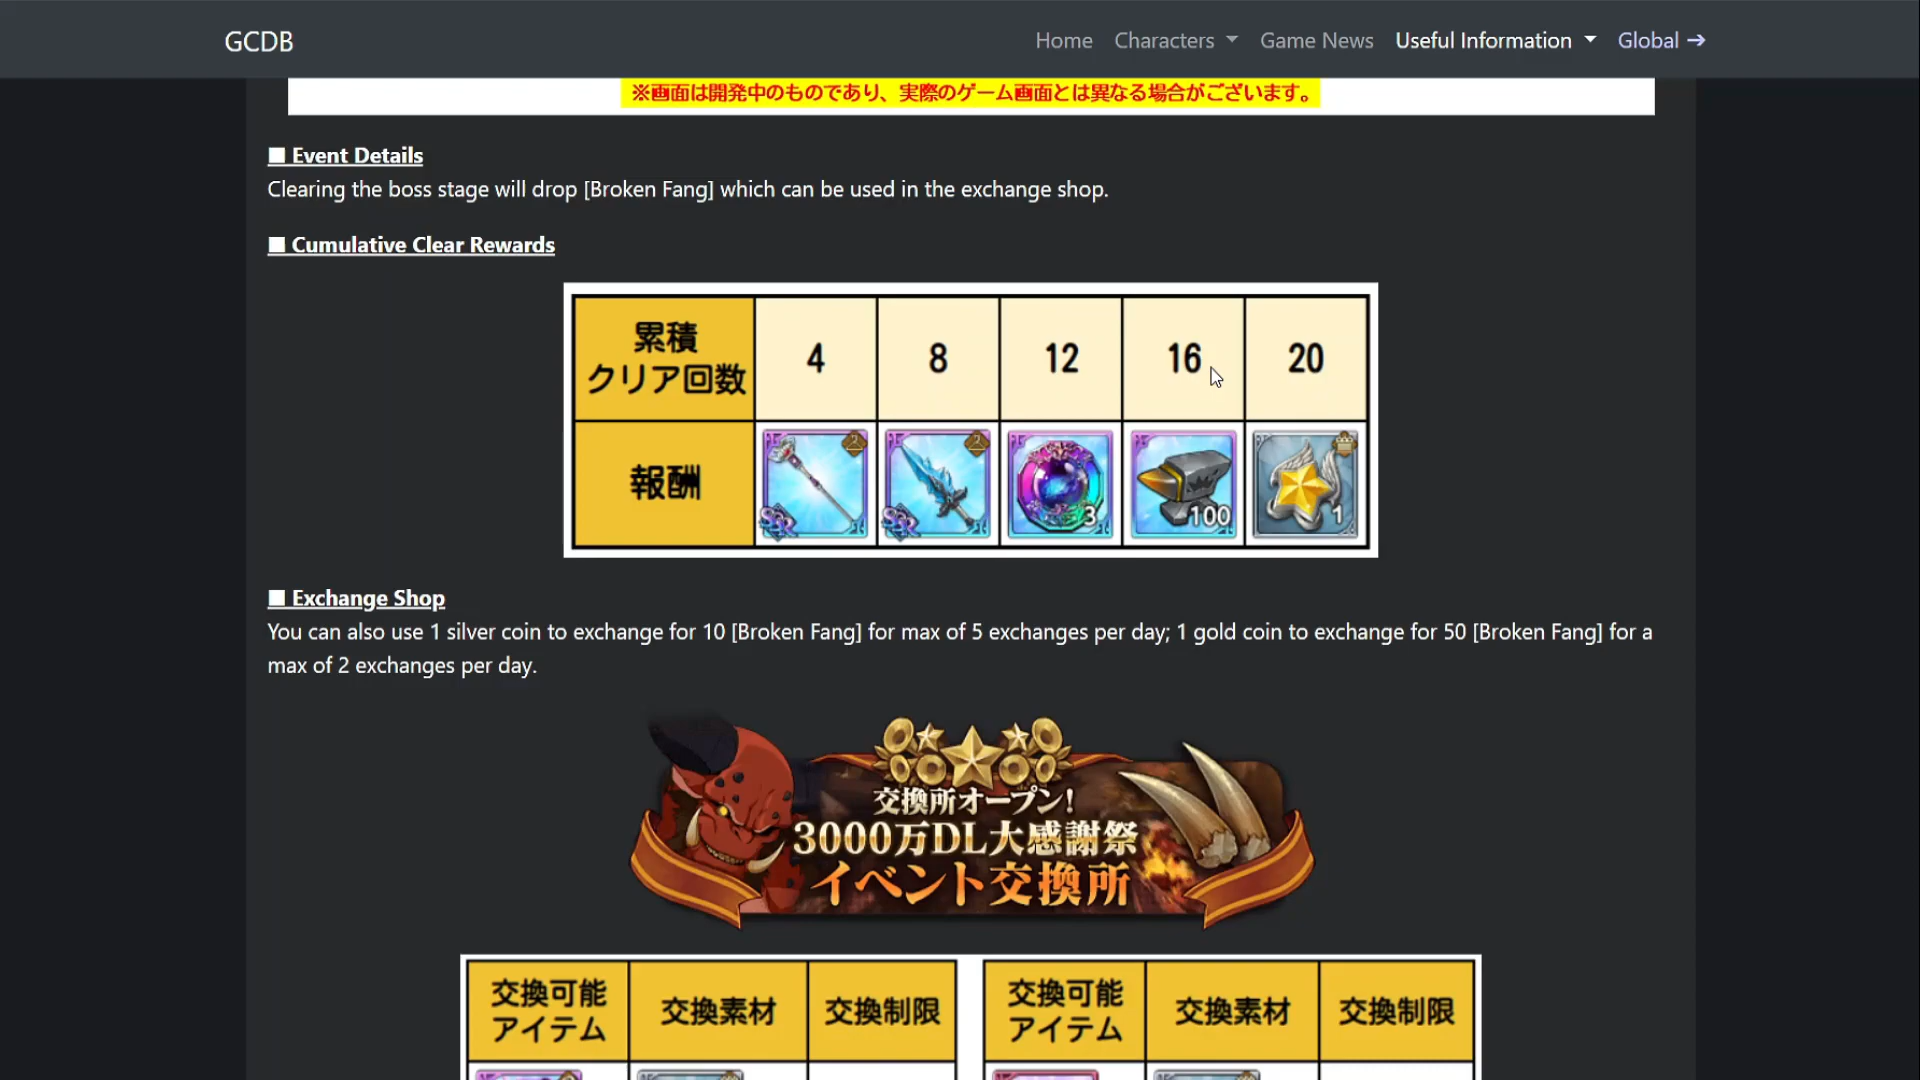 GCDB
Home
Characters
Game News
Useful Information
Global →
※画面は開発中のものであり、実際のゲーム画面とは異なる場合がございます。
■ Event Details
Clearing the boss stage will drop [Broken Fang] which can be used in the exchange shop.
■ Cumulative Clear Rewards
累積
クリア回数
4
8
12
16
20
報酬
SSR
SSR
3
100
1
■ Exchange Shop
You can also use 1 silver coin to exchange for 10 [Broken Fang] for max of 5 exchanges per day; 1 gold coin to exchange for 50 [Broken Fang] for a
max of 2 exchanges per day.
交換所オープン!
3000万DL大感謝祭
イベント交換所
交換可能
アイテム
交換素材
交換制限
交換可能
アイテム
交換素材
交換制限